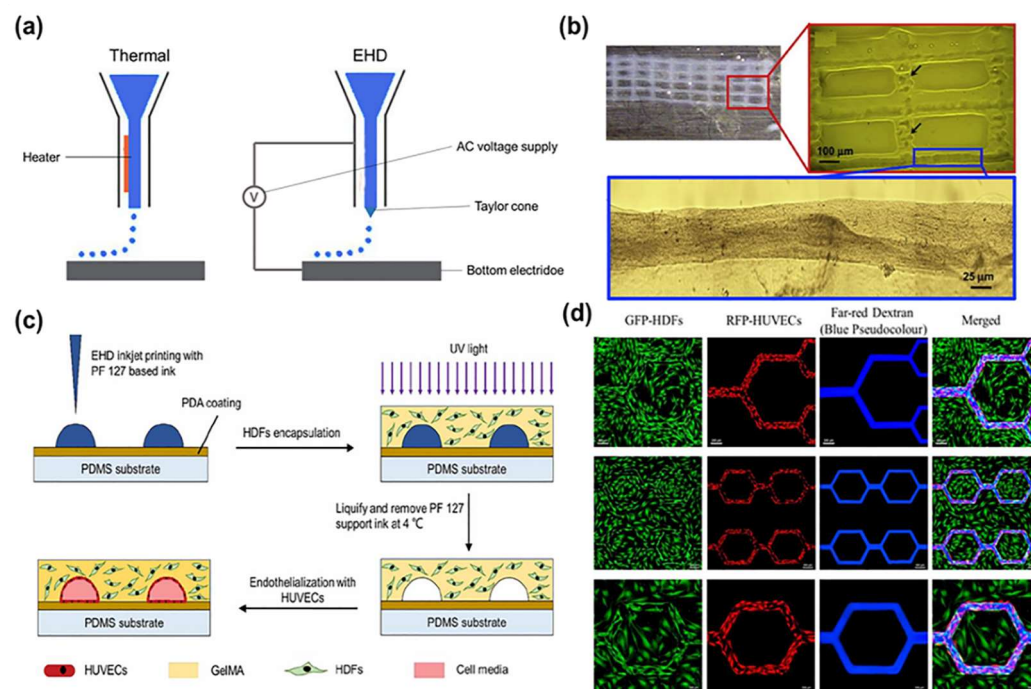 (a)
Thermal
EHD
Heater
AC voltage supply
V
Taylor cone
Bottom electridoe
(b)
100 µm
25 µm
(c)
EHD inkjet printing with
PF 127 based ink
PDA coating
PDMS substrate
HDFs encapsulation
UV light
PDMS substrate
Liquify and remove PF 127
support ink at 4 ℃
PDMS substrate
Endothelialization with
HUVECs
PDMS substrate
HUVECs
GelMA
HDFs
Cell media
(d)
GFP-HDFs
RFP-HUVECs
Far-red Dextran
(Blue Pseudocolour)
Merged